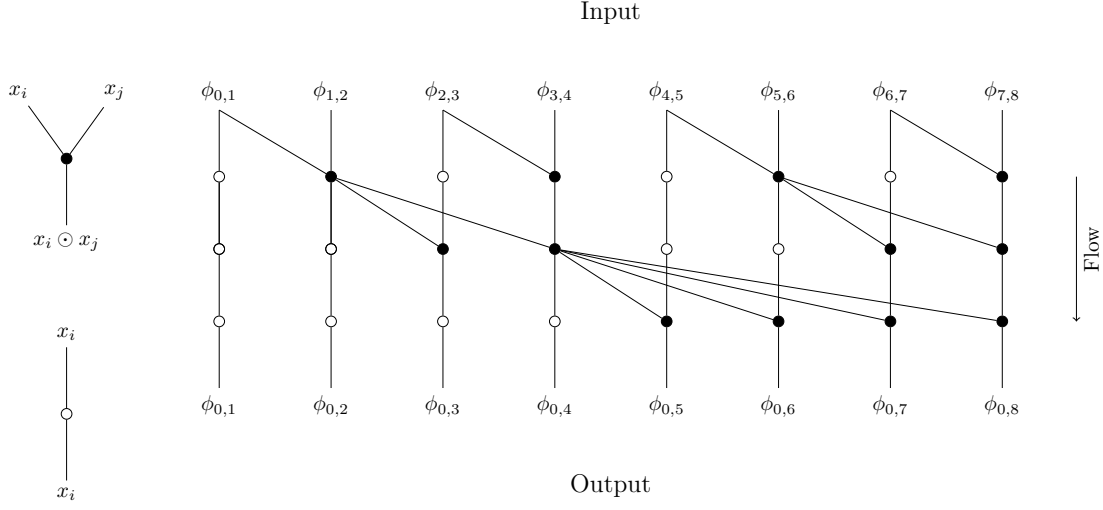 Input
x_i x_j
ϕ_{0,1} ϕ_{1,2} ϕ_{2,3} ϕ_{3,4} ϕ_{4,5} ϕ_{5,6} ϕ_{6,7} ϕ_{7,8}
x_i ⊙ x_j
Flow
x_i
ϕ_{0,1} ϕ_{0,2} ϕ_{0,3} ϕ_{0,4} ϕ_{0,5} ϕ_{0,6} ϕ_{0,7} ϕ_{0,8}
x_i
Output